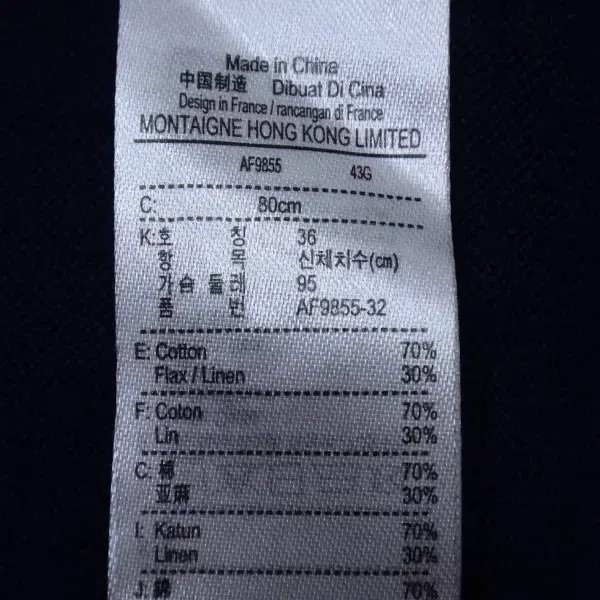 Made in China
中国制造 Dibuat Di Cina
Design in France / rancangan di France
MONTAIGNE HONG KONG LIMITED
AF9855 43G
C: 80cm
K: 호 칭 36
항 목 신체치수(cm)
가슴둘레 95
품 번 AF9855-32
E: Cotton 70%
Flax / Linen 30%
F: Coton 70%
Lin 30%
C: 棉 70%
亚麻 30%
I: Katun 70%
Linen 30%
J: 綿 70%